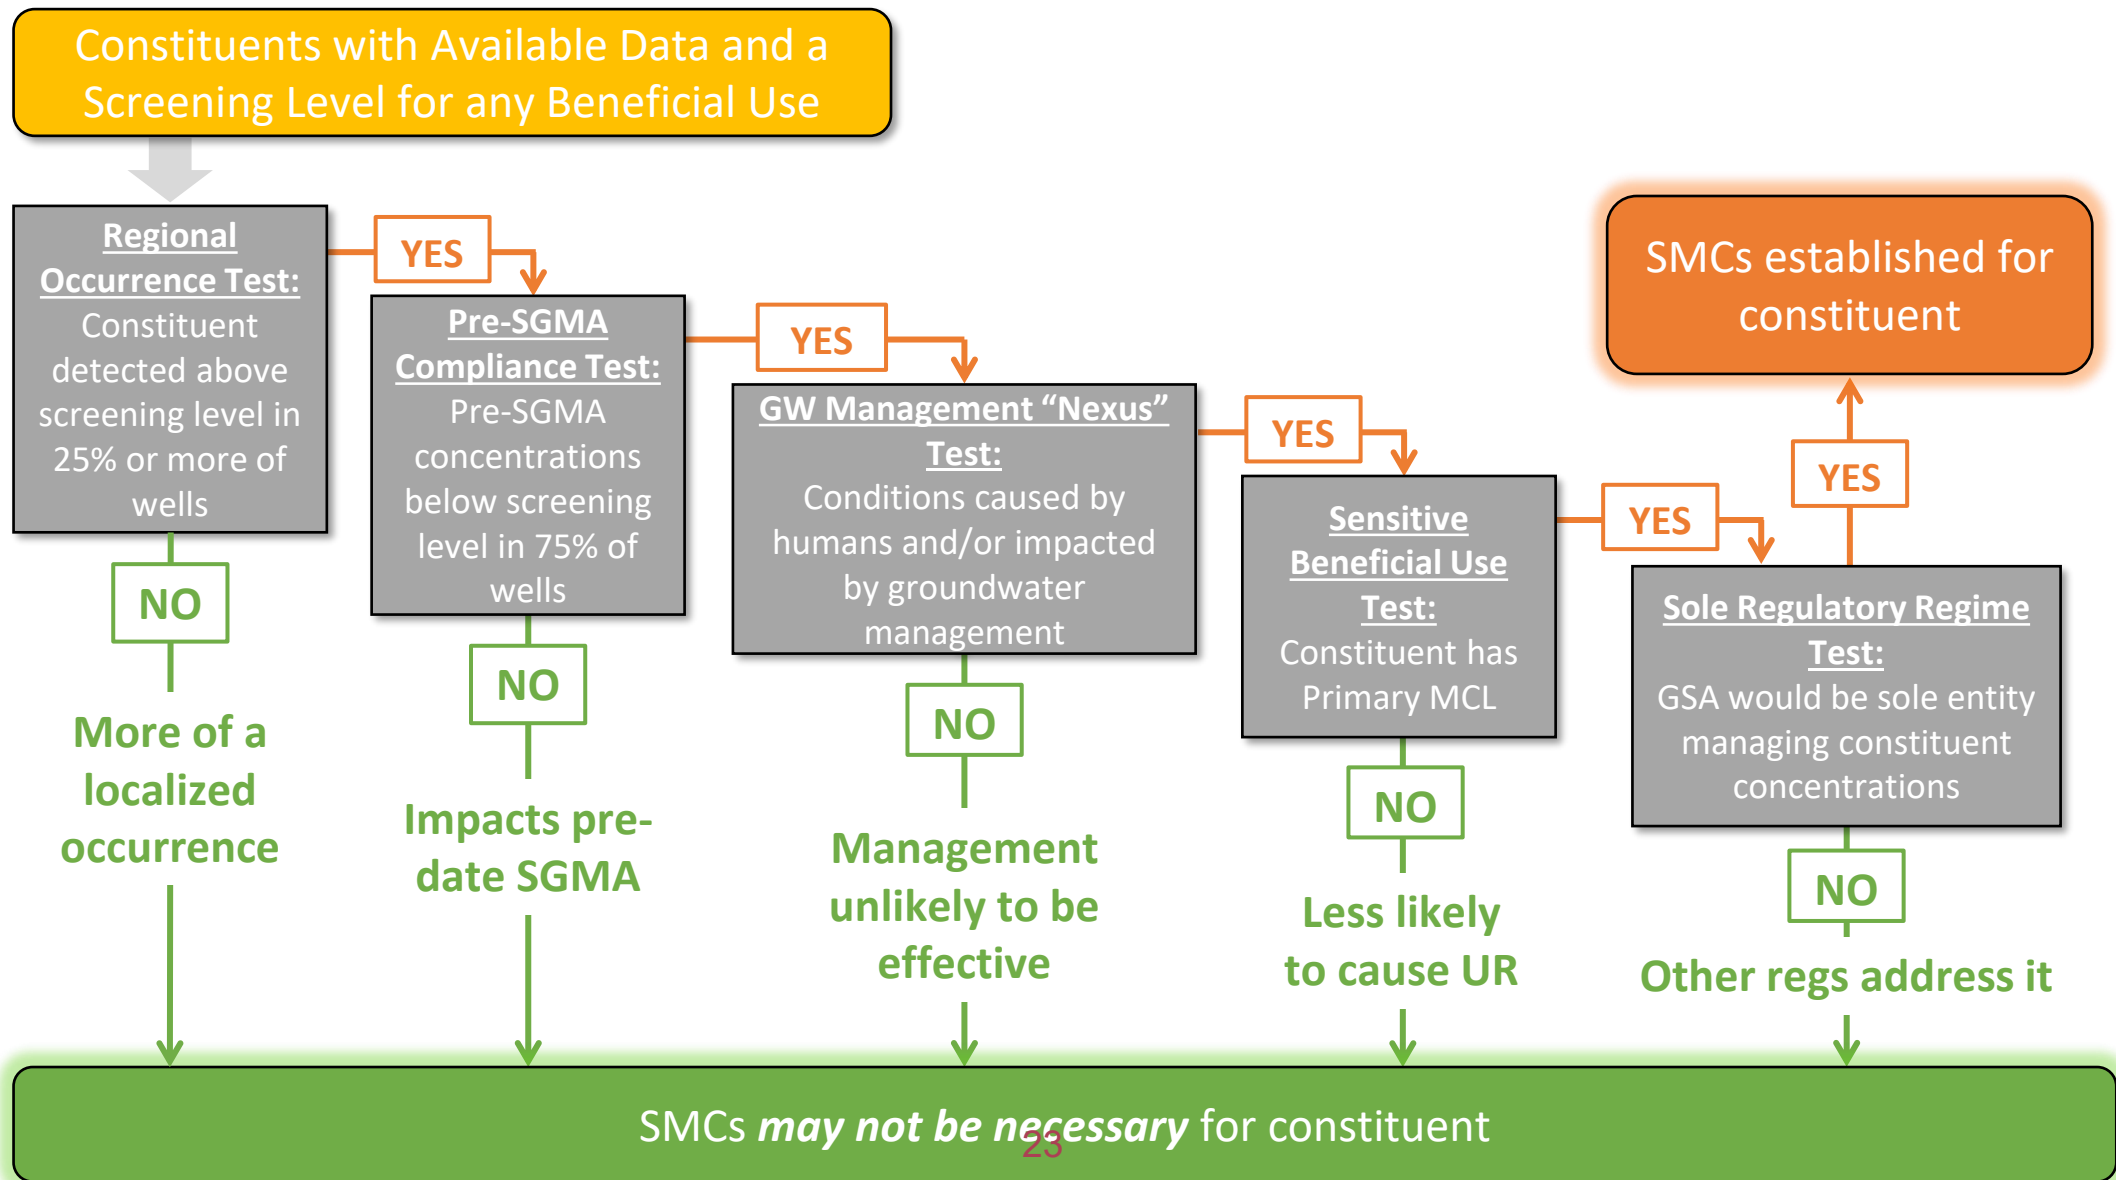 Constituents with Available Data and a
Screening Level for any Beneficial Use
Regional
Occurrence Test:
Constituent
detected above
screening level in
25% or more of
wells
YES
NO
More of a
localized
occurrence
Pre-SGMA
Compliance Test:
Pre-SGMA
concentrations
below screening
level in 75% of
wells
YES
NO
Impacts pre-
date SGMA
GW Management “Nexus”
Test:
Conditions caused by
humans and/or impacted
by groundwater
management
YES
NO
Management
unlikely to be
effective
Sensitive
Beneficial Use
Test:
Constituent has
Primary MCL
YES
NO
Less likely
to cause UR
Sole Regulatory Regime
Test:
GSA would be sole entity
managing constituent
concentrations
YES
NO
Other regs address it
SMCs established for
constituent
SMCs may not be necessary for constituent
23